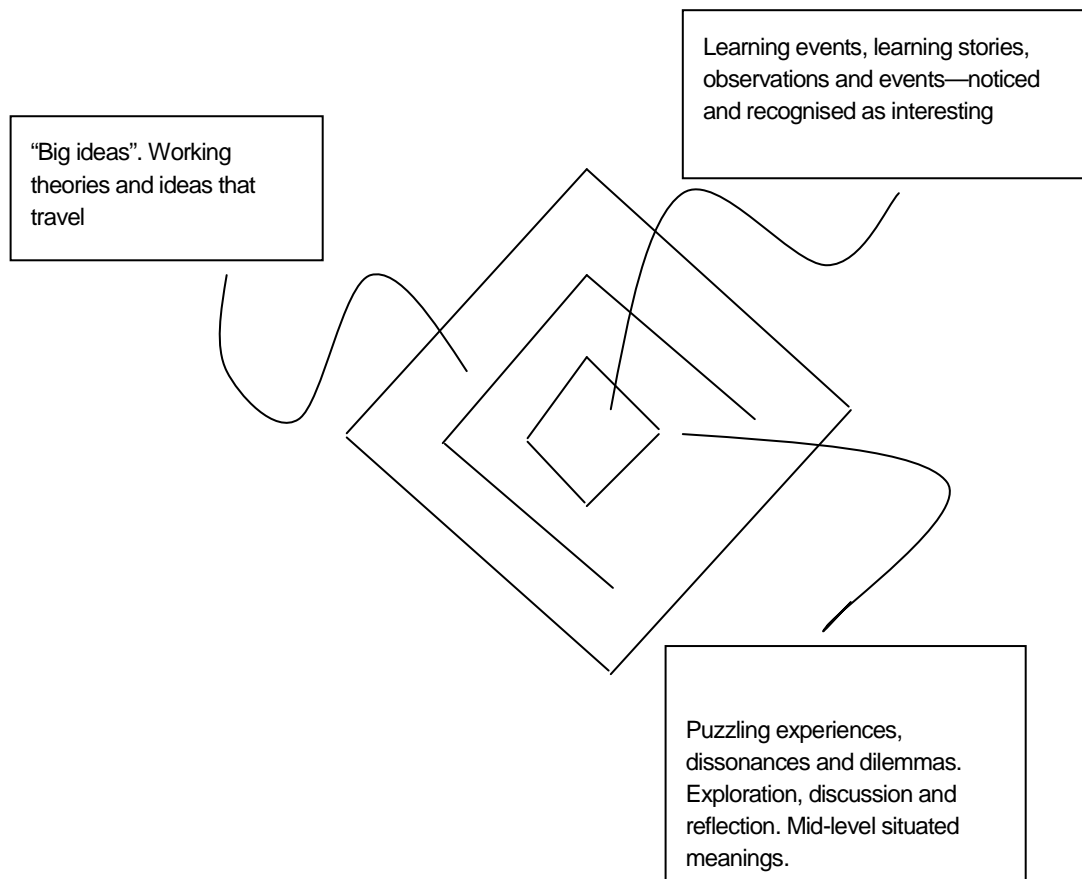 Learning events, learning stories,
observations and events—noticed
and recognised as interesting
“Big ideas”. Working
theories and ideas that
travel
Puzzling experiences,
dissonances and dilemmas.
Exploration, discussion and
reflection. Mid-level situated
meanings.